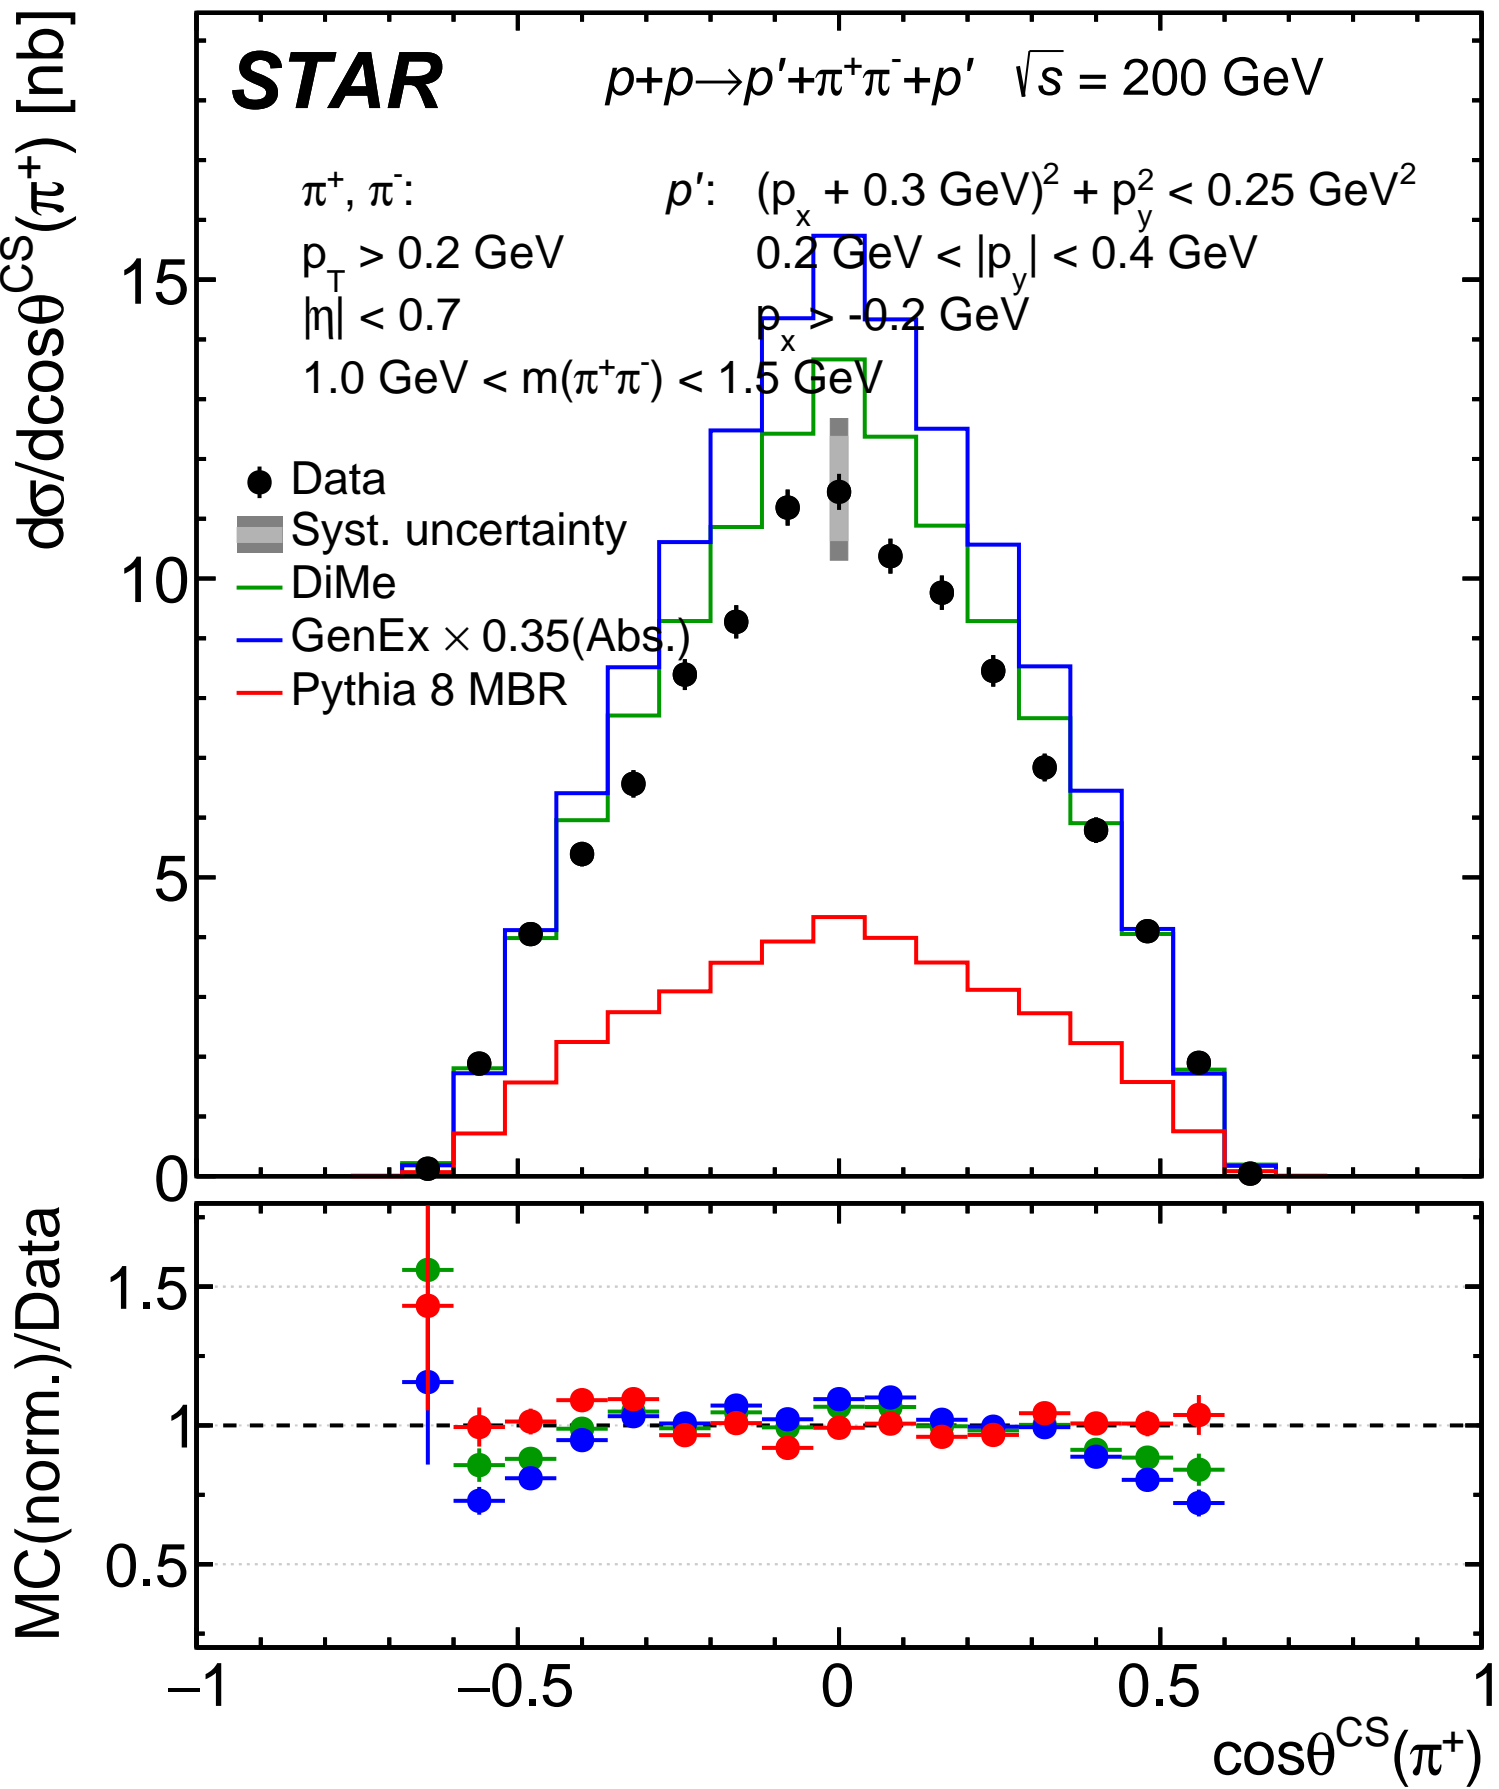 STAR p+p→p′+π⁺π⁻+p′ √s = 200 GeV
π⁺, π⁻: p′: (pₓ + 0.3 GeV)² + p_y² < 0.25 GeV²
p_T > 0.2 GeV 0.2 GeV < |p_y| < 0.4 GeV
|η| < 0.7 pₓ > -0.2 GeV
1.0 GeV < m(π⁺π⁻) < 1.5 GeV
Data
Syst. uncertainty
DiMe
GenEx × 0.35(Abs.)
Pythia 8 MBR
dσ/dcosθ^CS(π⁺) [nb]
15
10
5
0
MC(norm.)/Data
1.5
1
0.5
−1 −0.5 0 0.5 1
cosθ^CS(π⁺)